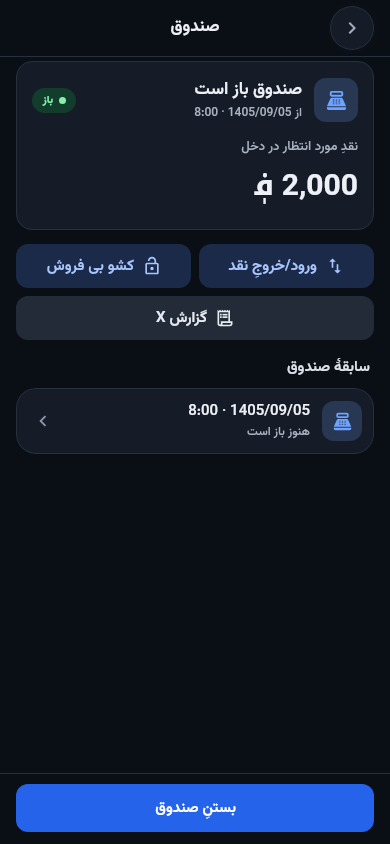 صندوق
صندوق باز است
باز
از 1405/09/05 8:00
نقدِ مورد انتظار در دخل
2,000 ؋
ورود/خروجِ نقد
کشو بی فروش
گزارش X
سابقهٔ صندوق
1405/09/05 · 8:00
هنوز باز است
بستنِ صندوق